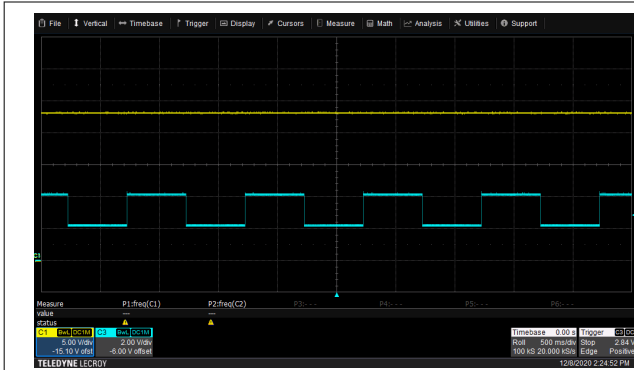 File Vertical Timebase Trigger Display Cursors Measure Math Analysis Utilities Support
C1
Measure P1:freq(C1) P2:freq(C2) P3:- - - P4:- - - P5:- - - P6:- - -
value --- ---
status
C1 BwL DC1M C3 BwL DC1M Timebase 0.00 s Trigger C3 DC
5.00 V/div 2.00 V/div Roll 500 ms/div Stop 2.84 V
-15.10 V ofst -6.00 V offset 100 kS 20.000 kS/s Edge Positive
TELEDYNE LECROY 12/8/2020 2:24:52 PM